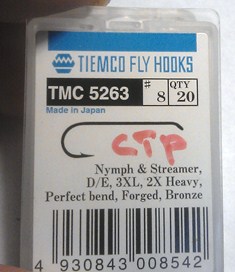 TIEMCO FLY HOOKS
TMC 5263 # 8 QTY 20
Made in Japan
CTP
Nymph & Streamer,
D/E, 3XL, 2X Heavy,
Perfect bend, Forged, Bronze
4 930843 008542